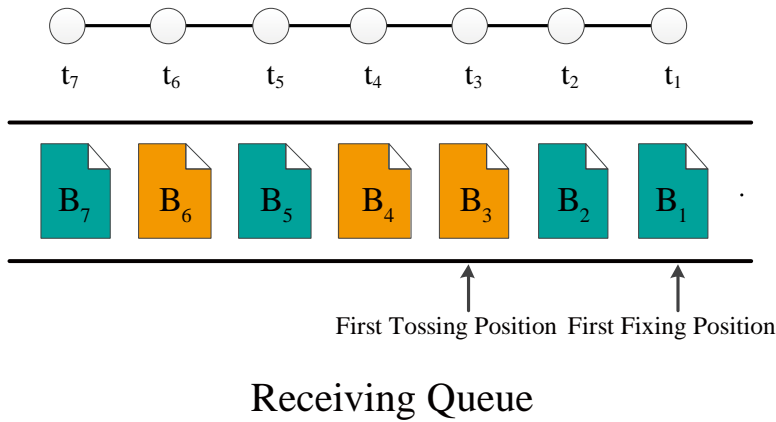 t₇ t₆ t₅ t₄ t₃ t₂ t₁
B₇ B₆ B₅ B₄ B₃ B₂ B₁ .
First Tossing Position First Fixing Position
Receiving Queue